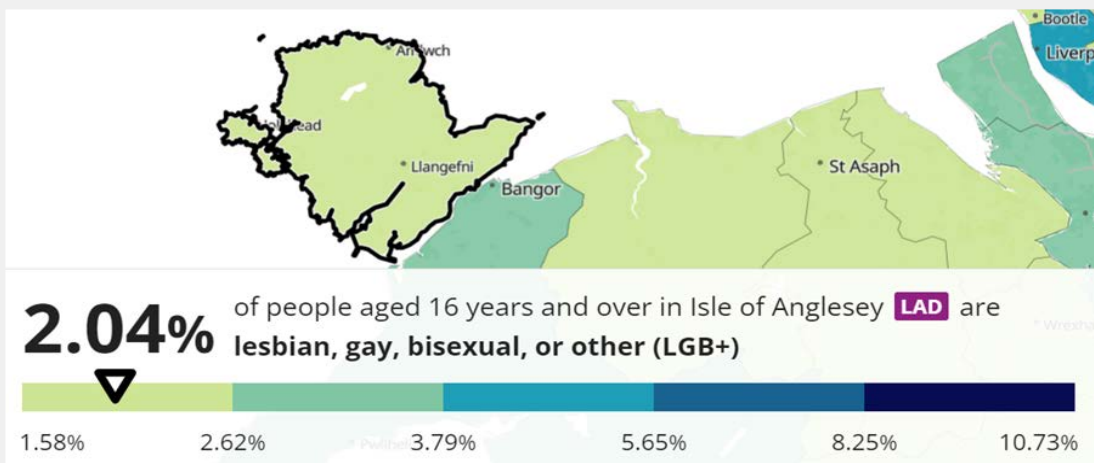 Bootle
Liverp
Llangefni
St Asaph
Bangor
2.04%
of people aged 16 years and over in Isle of Anglesey LAD are
lesbian, gay, bisexual, or other (LGB+)
1.58% 2.62% 3.79% 5.65% 8.25% 10.73%